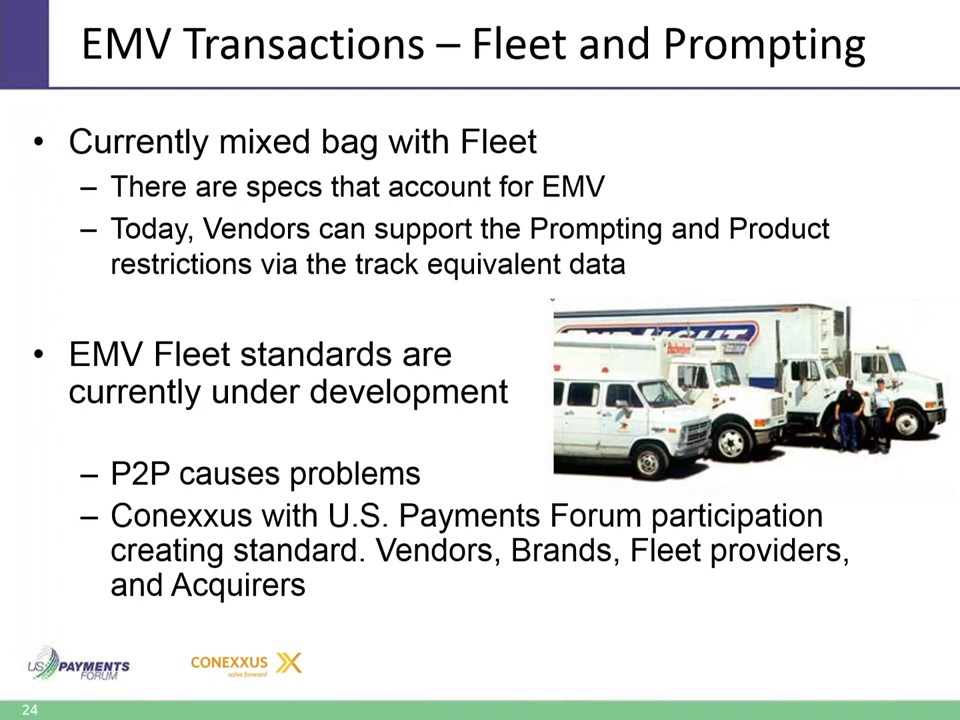 EMV Transactions – Fleet and Prompting
• Currently mixed bag with Fleet
– There are specs that account for EMV
– Today, Vendors can support the Prompting and Product
restrictions via the track equivalent data
• EMV Fleet standards are
currently under development
– P2P causes problems
– Conexxus with U.S. Payments Forum participation
creating standard. Vendors, Brands, Fleet providers,
and Acquirers
Budweiser
US PAYMENTS
FORUM
CONEXXUS
solve forward
24